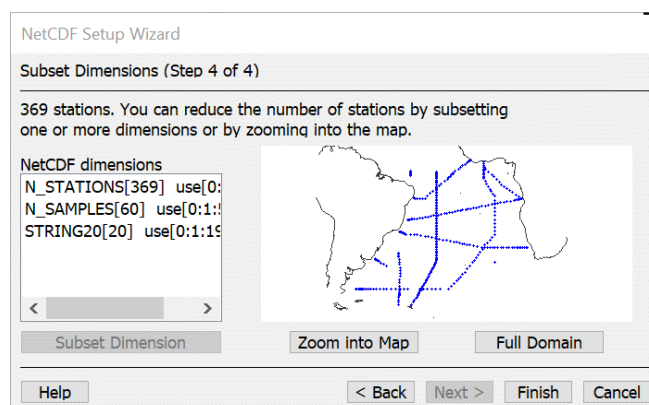 NetCDF Setup Wizard
Subset Dimensions (Step 4 of 4)
369 stations. You can reduce the number of stations by subsetting
one or more dimensions or by zooming into the map.
NetCDF dimensions
N_STATIONS[369] use[0:
N_SAMPLES[60] use[0:1:
STRING20[20] use[0:1:19
Subset Dimension
Zoom into Map
Full Domain
Help
< Back
Next >
Finish
Cancel